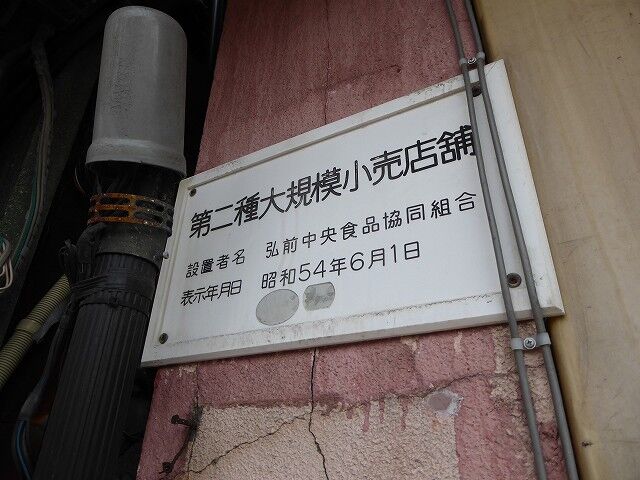 第二種大規模小売店舗
設置者名 弘前中央食品協同組合
表示年月日 昭和54年6月1日